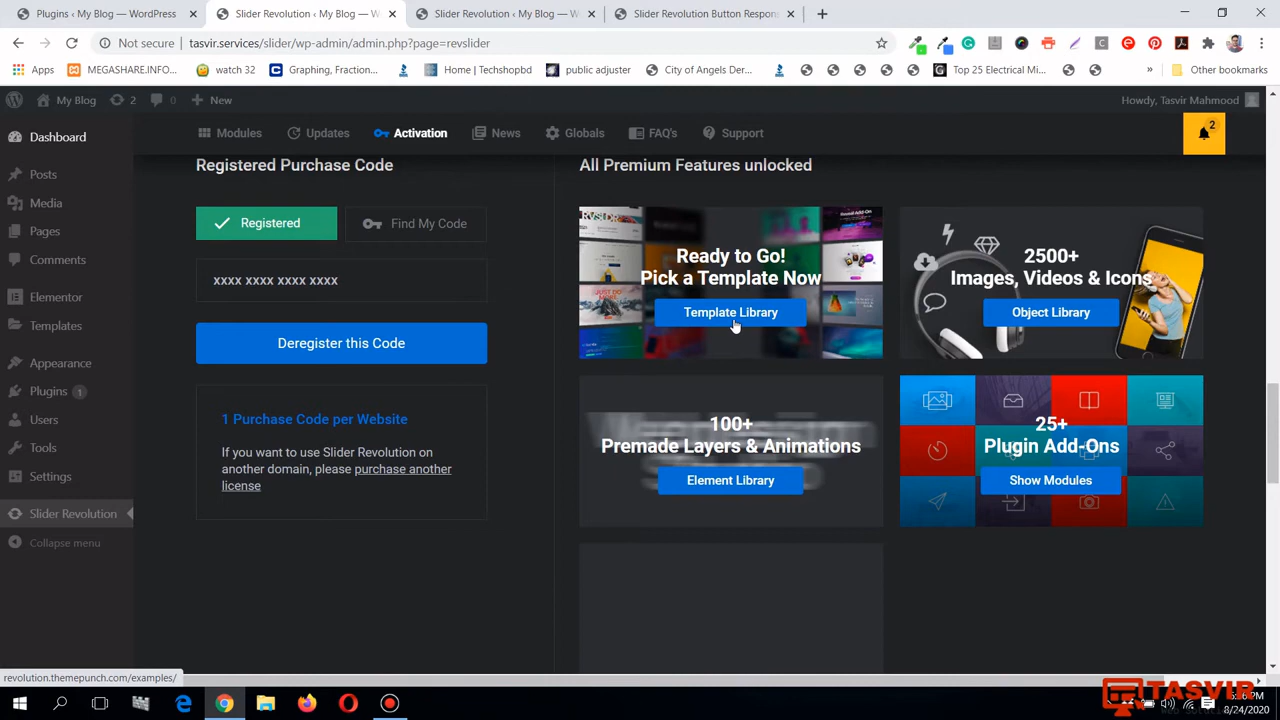 Plugins ‹ My Blog — WordPress
Slider Revolution ‹ My Blog — W
Slider Revolution ‹ My Blog — W
Slider Revolution Button Respon
Not secure
tasvir.services/slider/wp-admin/admin.php?page=revslider
Apps
MEGASHARE.INFO...
watch 32
Graphing, Fraction...
Home | Techshopbd
public adjuster
City of Angels Der...
Top 25 Electrical Mi...
»
Other bookmarks
My Blog
2
0
New
Howdy, Tasvir Mahmood
Dashboard
Posts
Media
Pages
Comments
Elementor
Templates
Appearance
Plugins 1
Users
Tools
Settings
Slider Revolution
Collapse menu
Modules
Updates
Activation
News
Globals
FAQ's
Support
2
Registered Purchase Code
Registered
Find My Code
xxxx xxxx xxxx xxxx
Deregister this Code
1 Purchase Code per Website
If you want to use Slider Revolution on
another domain, please purchase another
license
All Premium Features unlocked
Ready to Go!
Pick a Template Now
Template Library
2500+
Images, Videos & Icons
Object Library
100+
Premade Layers & Animations
Element Library
25+
Plugin Add-Ons
Show Modules
revolution.themepunch.com/examples/
TASVIR
8/24/2020